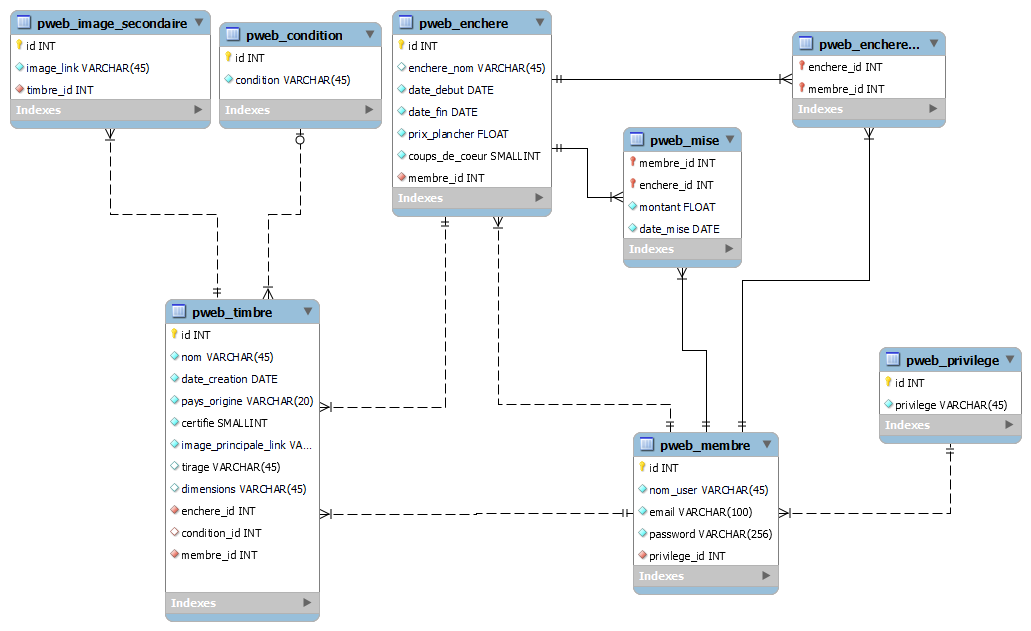 pweb_image_secondaire
id INT
image_link VARCHAR(45)
timbre_id INT
Indexes
pweb_condition
id INT
condition VARCHAR(45)
Indexes
pweb_enchere
id INT
enchere_nom VARCHAR(45)
date_debut DATE
date_fin DATE
prix_plancher FLOAT
coups_de_coeur SMALLINT
membre_id INT
Indexes
pweb_enchere...
enchere_id INT
membre_id INT
Indexes
pweb_mise
membre_id INT
enchere_id INT
montant FLOAT
date_mise DATE
Indexes
pweb_timbre
id INT
nom VARCHAR(45)
date_creation DATE
pays_origine VARCHAR(20)
certifie SMALLINT
image_principale_link VA...
tirage VARCHAR(45)
dimensions VARCHAR(45)
enchere_id INT
condition_id INT
membre_id INT
Indexes
pweb_membre
id INT
nom_user VARCHAR(45)
email VARCHAR(100)
password VARCHAR(256)
privilege_id INT
Indexes
pweb_privilege
id INT
privilege VARCHAR(45)
Indexes